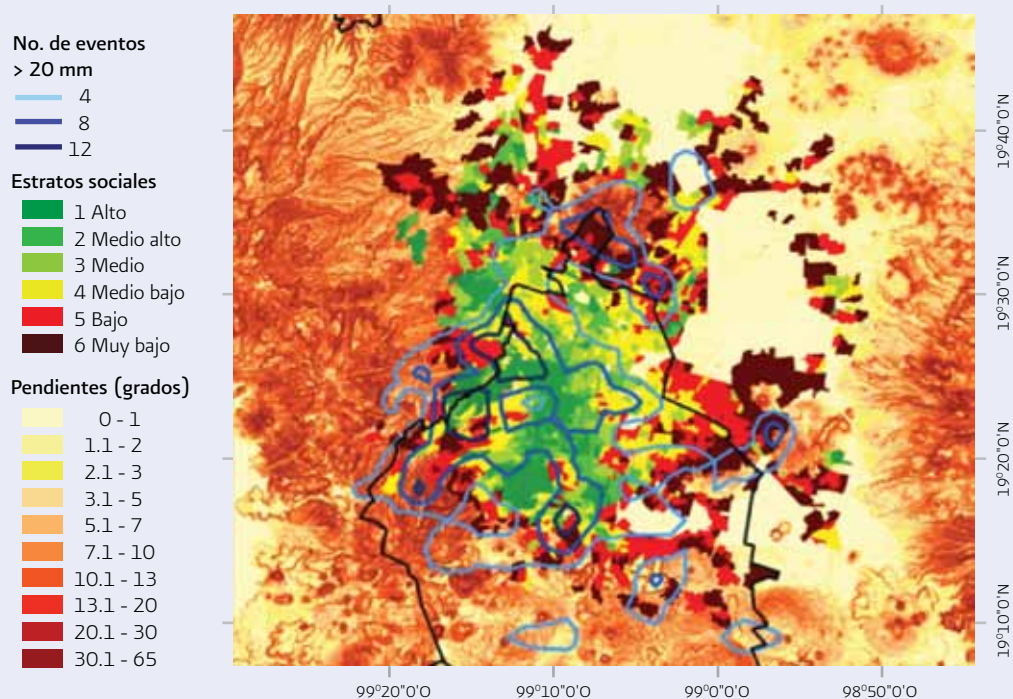 No. de eventos
> 20 mm
4
8
12
Estratos sociales
1 Alto
2 Medio alto
3 Medio
4 Medio bajo
5 Bajo
6 Muy bajo
Pendientes (grados)
0 - 1
1.1 - 2
2.1 - 3
3.1 - 5
5.1 - 7
7.1 - 10
10.1 - 13
13.1 - 20
20.1 - 30
30.1 - 65
19°40"0'N
19°30"0'N
19°20"0'N
19°10"0'N
99°20"0'O
99°10"0'O
99°0"0'O
98°50"0'O